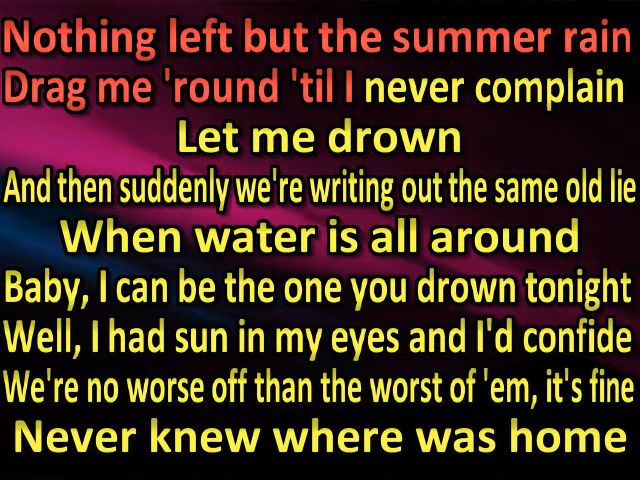 Nothing left but the summer rain
Drag me 'round 'til I never complain
Let me drown
And then suddenly we're writing out the same old lie
When water is all around
Baby, I can be the one you drown tonight
Well, I had sun in my eyes and I'd confide
We're no worse off than the worst of 'em, it's fine
Never knew where was home